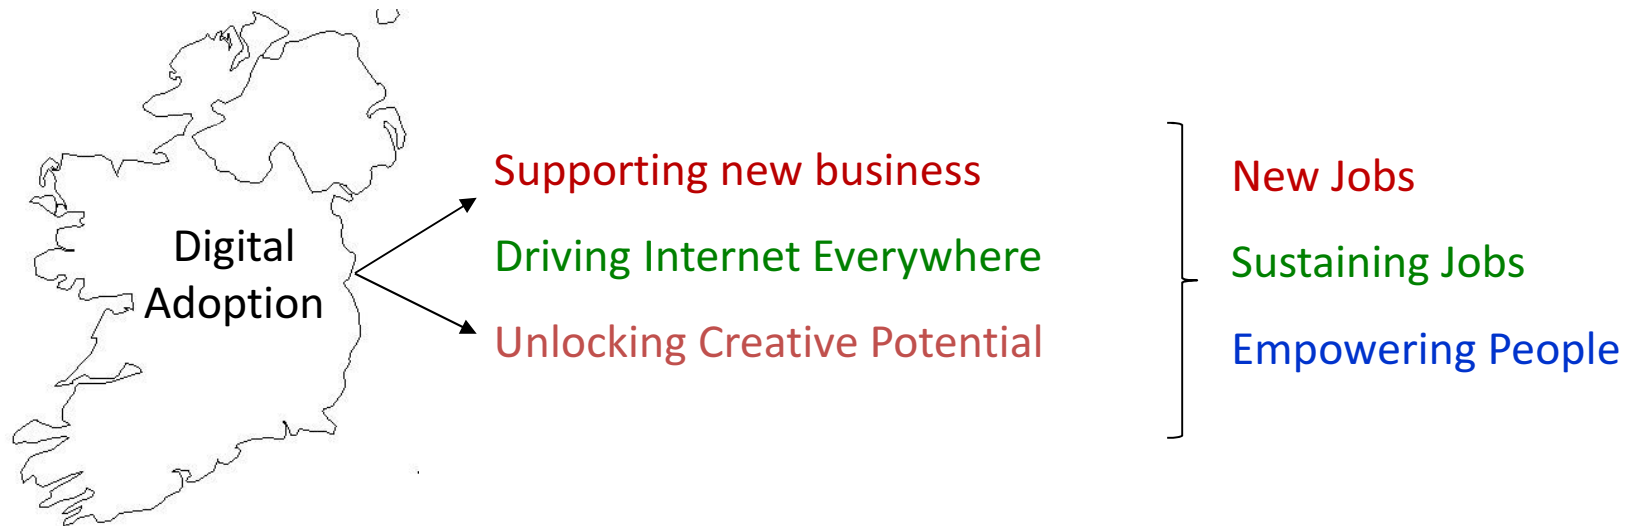 Digital
Adoption
Supporting new business
Driving Internet Everywhere
Unlocking Creative Potential
New Jobs
Sustaining Jobs
Empowering People